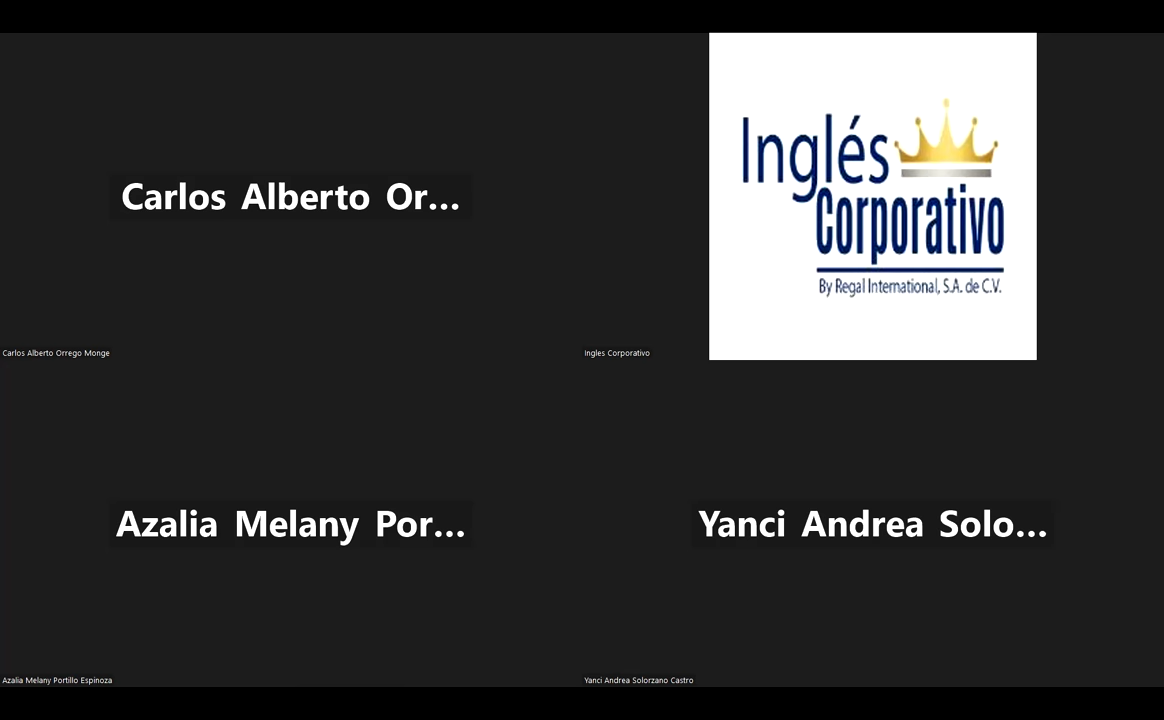 Carlos Alberto Or...
Carlos Alberto Orrego Monge
Inglés
Corporativo
By Regal International, S.A. de C.V.
Ingles Corporativo
Azalia Melany Por...
Azalia Melany Portillo Espinoza
Yanci Andrea Solo...
Yanci Andrea Solorzano Castro